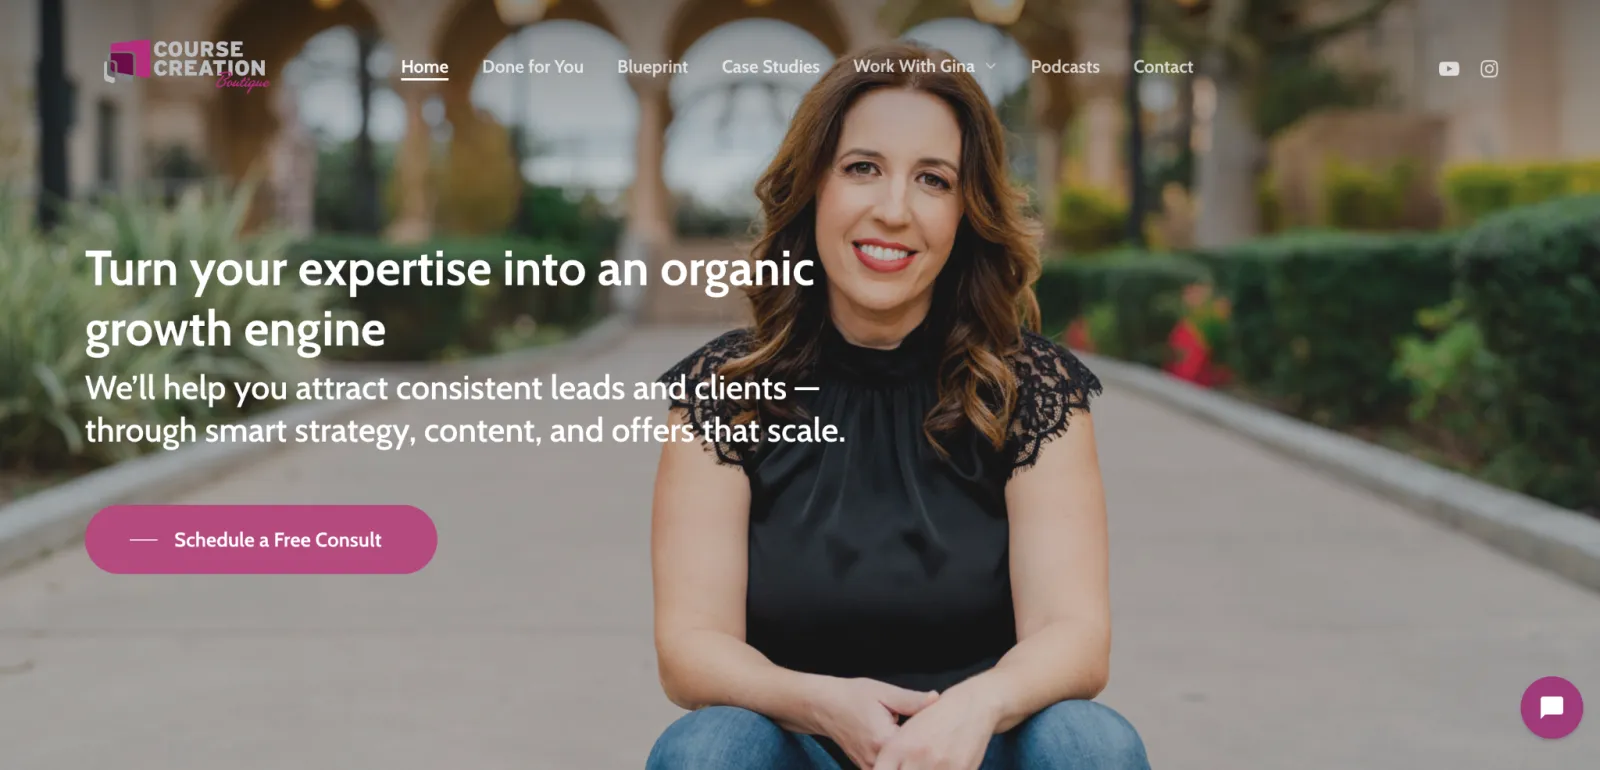 COURSE
CREATION
Boutique
Home
Done for You
Blueprint
Case Studies
Work With Gina
Podcasts
Contact
Turn your expertise into an organic
growth engine
We’ll help you attract consistent leads and clients —
through smart strategy, content, and offers that scale.
Schedule a Free Consult